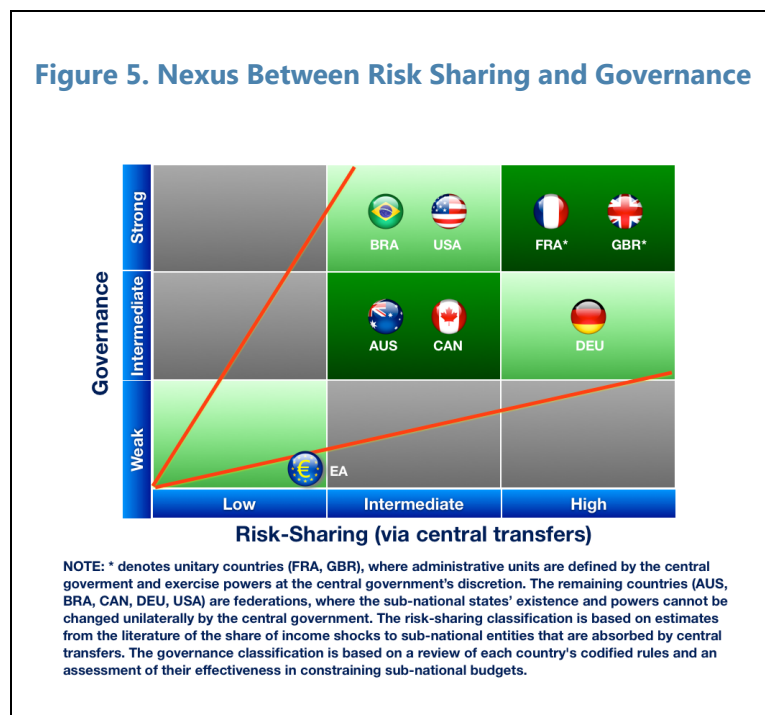 Figure 5. Nexus Between Risk Sharing and Governance
Governance
Strong
Intermediate
Weak
BRA
USA
FRA*
GBR*
AUS
CAN
DEU
€
EA
Low
Intermediate
High
Risk-Sharing (via central transfers)
NOTE: * denotes unitary countries (FRA, GBR), where administrative units are defined by the central
goverment and exercise powers at the central government's discretion. The remaining countries (AUS,
BRA, CAN, DEU, USA) are federations, where the sub-national states' existence and powers cannot be
changed unilaterally by the central government. The risk-sharing classification is based on estimates
from the literature of the share of income shocks to sub-national entities that are absorbed by central
transfers. The governance classification is based on a review of each country's codified rules and an
assessment of their effectiveness in constraining sub-national budgets.